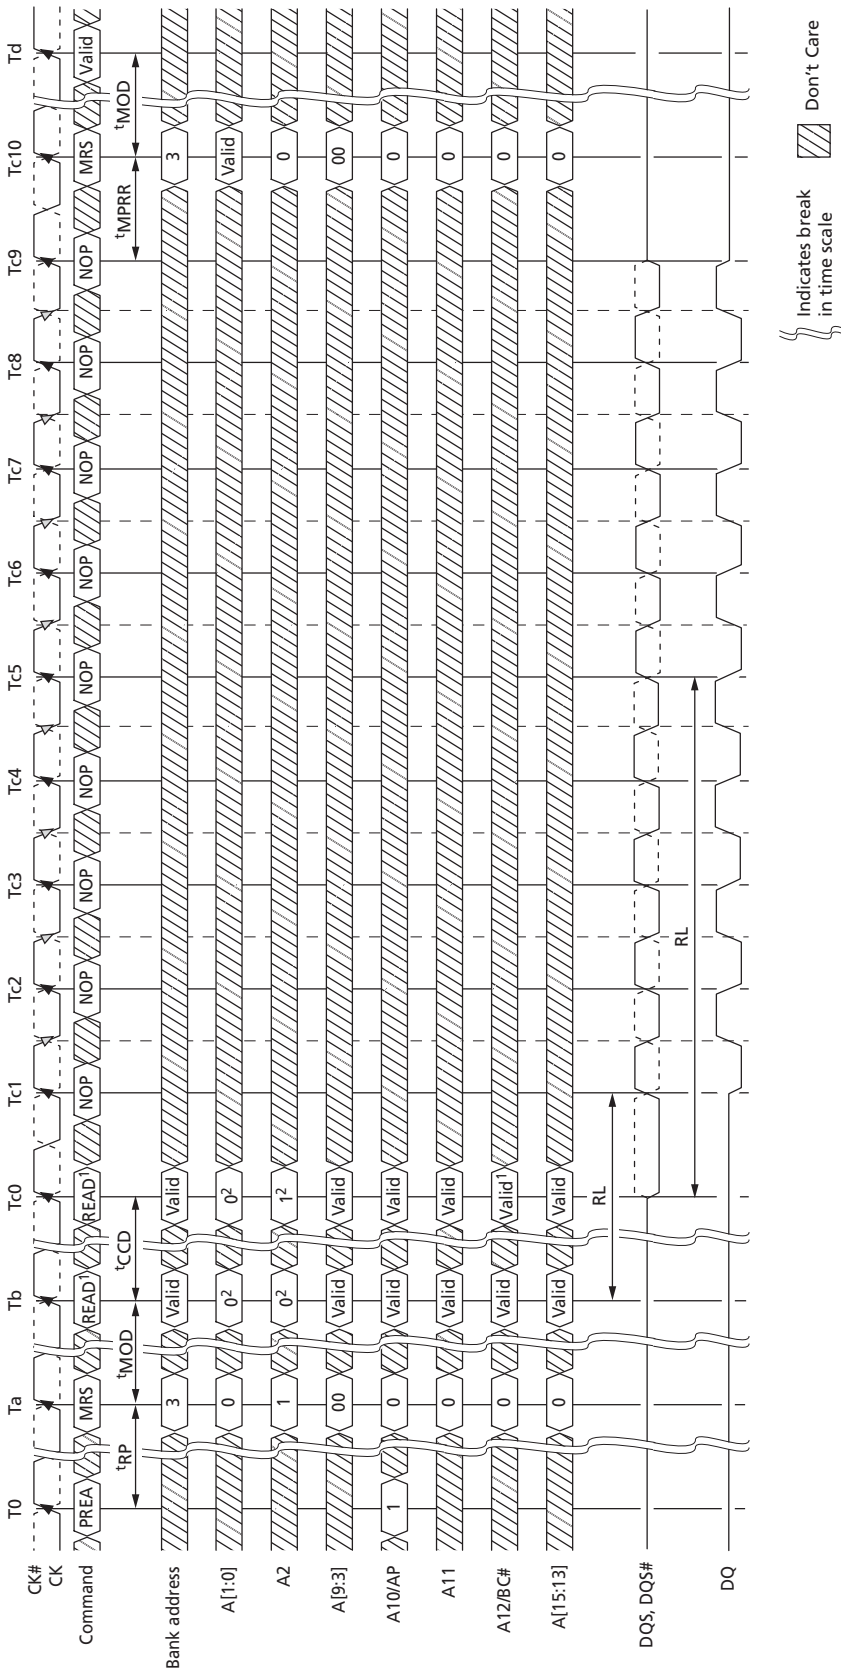 T0 Ta Tb Tc0 Tc1 Tc2 Tc3 Tc4 Tc5 Tc6 Tc7 Tc8 Tc9 Tc10 Td
CK#
CK
Command PREA MRS READ1 READ1 NOP NOP NOP NOP NOP NOP NOP NOP NOP MRS Valid
tRP tMOD tCCD tMPRR tMOD
Bank address 3 Valid Valid 3
A[1:0] 0 02 02 Valid
A2 1 02 12 0
A[9:3] 00 Valid Valid 00
A10/AP 1 0 Valid Valid 0
A11 0 Valid Valid 0
A12/BC# 0 Valid Valid1 0
A[15:13] 0 Valid Valid 0
RL
DQS, DQS#
RL
DQ
Indicates break
in time scale
Don't Care